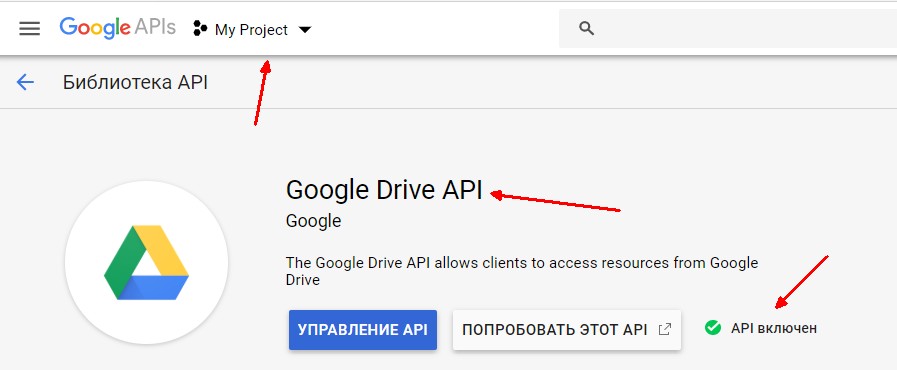 Google APIs My Project
Библиотека API
Google Drive API
Google
The Google Drive API allows clients to access resources from Google
Drive
УПРАВЛЕНИЕ API ПОПРОБОВАТЬ ЭТОТ API API включен